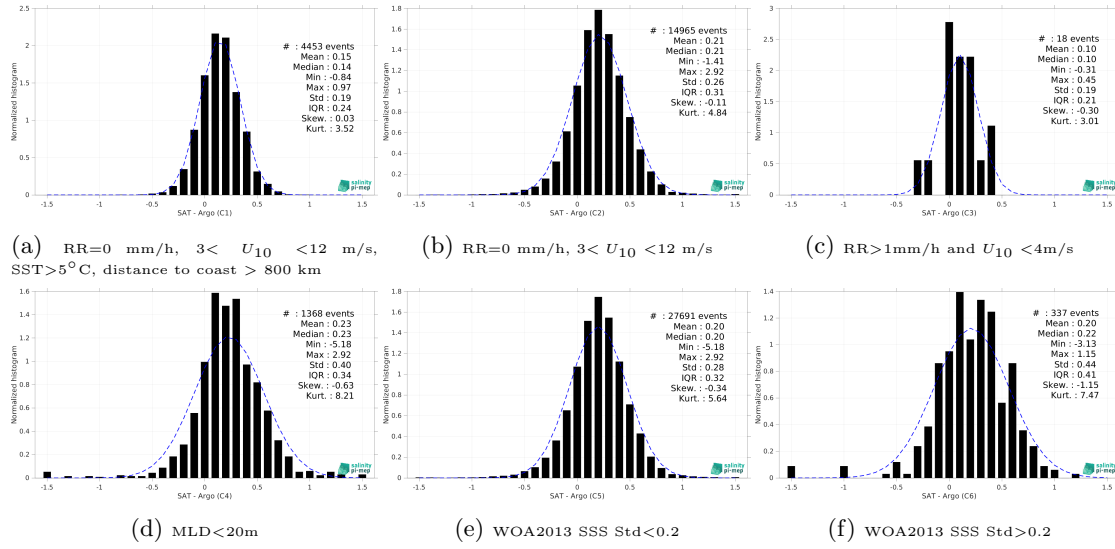 # : 4453 events
Mean : 0.15
Median : 0.14
Min : -0.84
Max : 0.97
Std : 0.19
IQR : 0.24
Skew. : 0.03
Kurt. : 3.52
Normalized histogram
2.5
2
1.5
1
0.5
0
-1.5
-1
-0.5
0
0.5
1
1.5
salinity
pi-mep
SAT - Argo (C1)
(a) RR=0 mm/h, 3< U10 <12 m/s,
SST>5°C, distance to coast > 800 km
# : 14965 events
Mean : 0.21
Median : 0.21
Min : -1.41
Max : 2.92
Std : 0.26
IQR : 0.31
Skew. : -0.11
Kurt. : 4.84
Normalized histogram
1.8
1.6
1.4
1.2
1
0.8
0.6
0.4
0.2
0
-1.5
-1
-0.5
0
0.5
1
1.5
salinity
pi-mep
SAT - Argo (C2)
(b) RR=0 mm/h, 3< U10 <12 m/s
# : 18 events
Mean : 0.10
Median : 0.10
Min : -0.31
Max : 0.45
Std : 0.19
IQR : 0.21
Skew. : -0.30
Kurt. : 3.01
Normalized histogram
3
2.5
2
1.5
1
0.5
0
-1.5
-1
-0.5
0
0.5
1
1.5
salinity
pi-mep
SAT - Argo (C3)
(c) RR>1mm/h and U10 <4m/s
# : 1368 events
Mean : 0.23
Median : 0.23
Min : -5.18
Max : 2.92
Std : 0.40
IQR : 0.34
Skew. : -0.63
Kurt. : 8.21
Normalized histogram
1.6
1.4
1.2
1
0.8
0.6
0.4
0.2
0
-1.5
-1
-0.5
0
0.5
1
1.5
salinity
pi-mep
SAT - Argo (C4)
(d) MLD<20m
# : 27691 events
Mean : 0.20
Median : 0.20
Min : -5.18
Max : 2.92
Std : 0.28
IQR : 0.32
Skew. : -0.34
Kurt. : 5.64
Normalized histogram
1.8
1.6
1.4
1.2
1
0.8
0.6
0.4
0.2
0
-1.5
-1
-0.5
0
0.5
1
1.5
salinity
pi-mep
SAT - Argo (C5)
(e) WOA2013 SSS Std<0.2
# : 337 events
Mean : 0.20
Median : 0.22
Min : -3.13
Max : 1.15
Std : 0.44
IQR : 0.41
Skew. : -1.15
Kurt. : 7.47
Normalized histogram
1.4
1.2
1
0.8
0.6
0.4
0.2
0
-1.5
-1
-0.5
0
0.5
1
1.5
salinity
pi-mep
SAT - Argo (C6)
(f) WOA2013 SSS Std>0.2